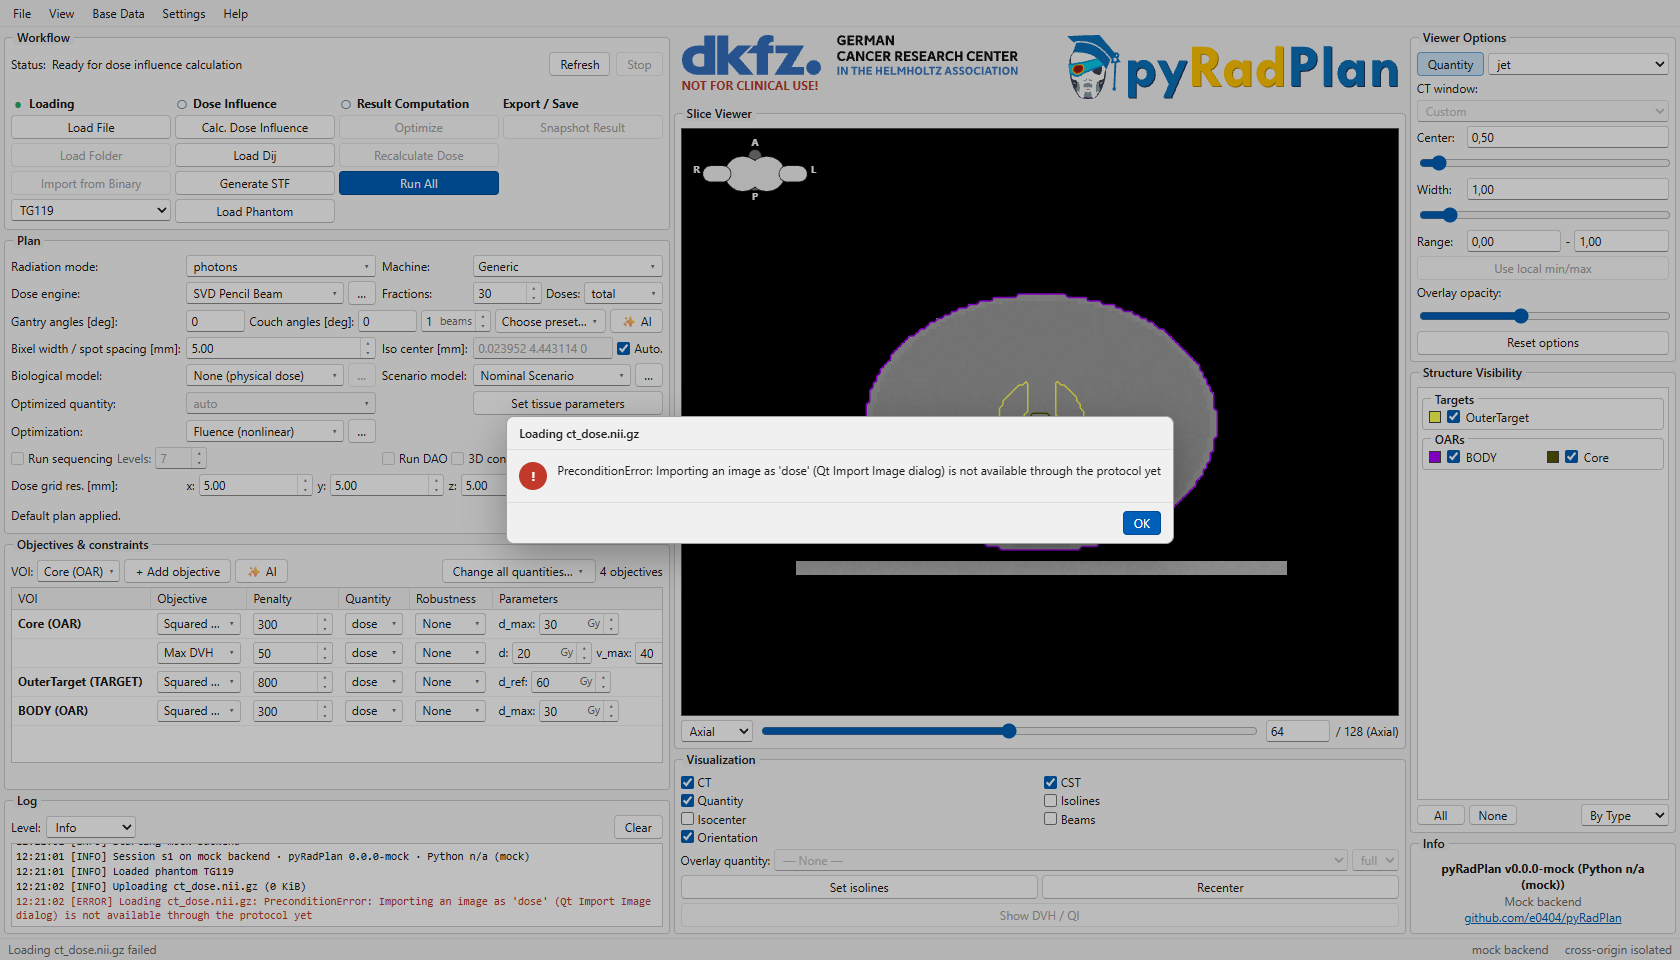 File View Base Data Settings Help
Workflow
Status: Ready for dose influence calculation
Refresh
Stop
Loading
Dose Influence
Result Computation
Export / Save
Load File
Calc. Dose Influence
Optimize
Snapshot Result
Load Folder
Load Dij
Recalculate Dose
Import from Binary
Generate STF
Run All
TG119
Load Phantom
Plan
Radiation mode: photons Machine: Generic
Dose engine: SVD Pencil Beam ... Fractions: 30 Doses: total
Gantry angles [deg]: 0 Couch angles [deg]: 0 1 beams Choose preset... AI
Bixel width / spot spacing [mm]: 5.00 Iso center [mm]: 0.023952 4.443114 0 Auto.
Biological model: None (physical dose) ... Scenario model: Nominal Scenario ...
Optimized quantity: auto Set tissue parameters
Optimization: Fluence (nonlinear) ...
Run sequencing Levels: 7 Run DAO 3D con
Dose grid res. [mm]: x: 5.00 y: 5.00 z: 5.00
Default plan applied.
Objectives & constraints
VOI: Core (OAR) + Add objective AI Change all quantities... 4 objectives
VOI Objective Penalty Quantity Robustness Parameters
Core (OAR) Squared ... 300 dose None d_max: 30 Gy
Max DVH 50 dose None d: 20 Gy v_max: 40
OuterTarget (TARGET) Squared ... 800 dose None d_ref: 60 Gy
BODY (OAR) Squared ... 300 dose None d_max: 30 Gy
Log
Level: Info Clear
12:21:01 [INFO] Starting mock backend
12:21:01 [INFO] Session s1 on mock backend · pyRadPlan 0.0.0-mock · Python n/a (mock)
12:21:01 [INFO] Loaded phantom TG119
12:21:02 [INFO] Uploading ct_dose.nii.gz (0 KiB)
12:21:02 [ERROR] Loading ct_dose.nii.gz: PreconditionError: Importing an image as 'dose' (Qt Import Image
dialog) is not available through the protocol yet
Loading ct_dose.nii.gz failed
dkfz.
NOT FOR CLINICAL USE!
GERMAN
CANCER RESEARCH CENTER
IN THE HELMHOLTZ ASSOCIATION
pyRadPlan
Slice Viewer
A
R L
P
Loading ct_dose.nii.gz
! PreconditionError: Importing an image as 'dose' (Qt Import Image dialog) is not available through the protocol yet
OK
Axial 64 / 128 (Axial)
Visualization
CT CST
Quantity Isolines
Isocenter Beams
Orientation
Overlay quantity: — None — full
Set isolines Recenter
Show DVH / QI
Viewer Options
Quantity jet
CT window:
Custom
Center: 0,50
Width: 1,00
Range: 0,00 - 1,00
Use local min/max
Overlay opacity:
Reset options
Structure Visibility
Targets
OuterTarget
OARs
BODY Core
All None By Type
Info
pyRadPlan v0.0.0-mock (Python n/a
(mock))
Mock backend
github.com/e0404/pyRadPlan
mock backend cross-origin isolated